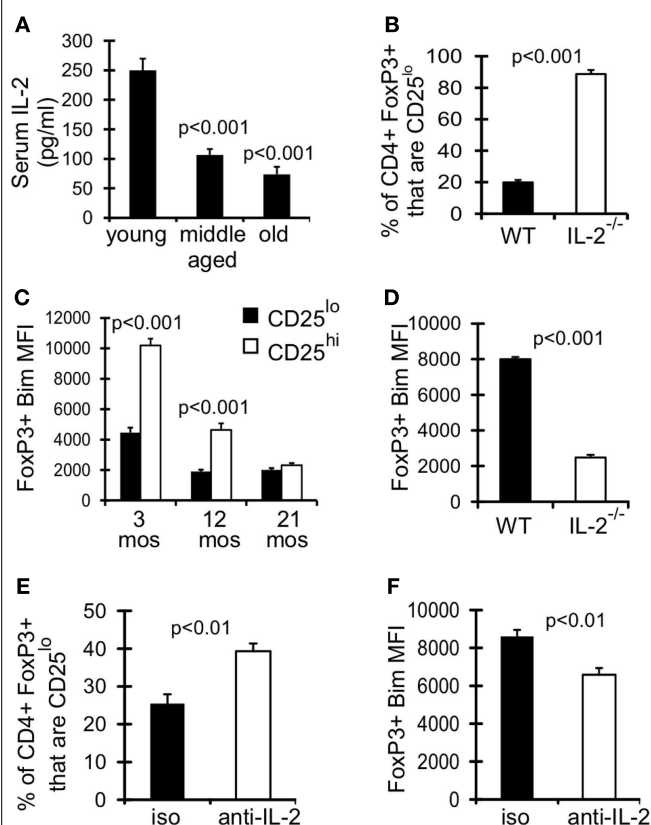 A
Serum IL-2
(pg/ml)
300
250
200
150
100
50
0
p<0.001
p<0.001
young
middle
aged
old
B
% of CD4+ FoxP3+
that are CD25lo
100
80
60
40
20
0
p<0.001
WT
IL-2-/-
C
FoxP3+ Bim MFI
12000
10000
8000
6000
4000
2000
0
p<0.001
p<0.001
CD25lo
CD25hi
3
mos
12
mos
21
mos
D
FoxP3+ Bim MFI
10000
8000
6000
4000
2000
0
p<0.001
WT
IL-2-/-
E
% of CD4+ FoxP3+
that are CD25lo
50
40
30
20
10
0
p<0.01
iso
anti-IL-2
F
FoxP3+ Bim MFI
10000
8000
6000
4000
2000
0
p<0.01
iso
anti-IL-2